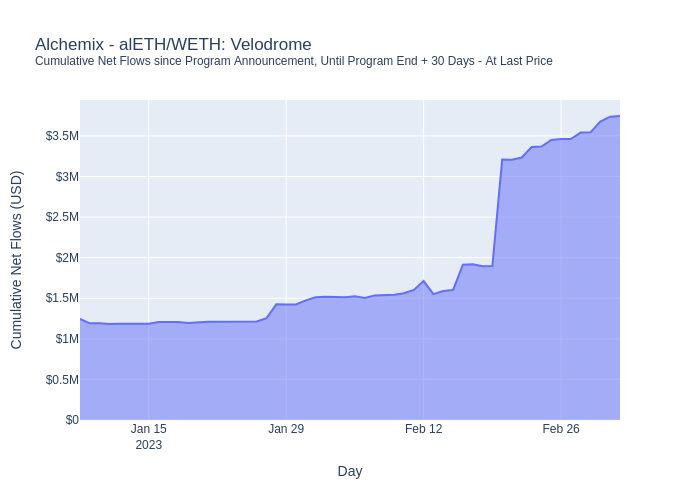 Alchemix - alETH/WETH: Velodrome
Cumulative Net Flows since Program Announcement, Until Program End + 30 Days - At Last Price
Cumulative Net Flows (USD)
$3.5M
$3M
$2.5M
$2M
$1.5M
$1M
$0.5M
$0
Jan 15
2023
Jan 29
Feb 12
Feb 26
Day